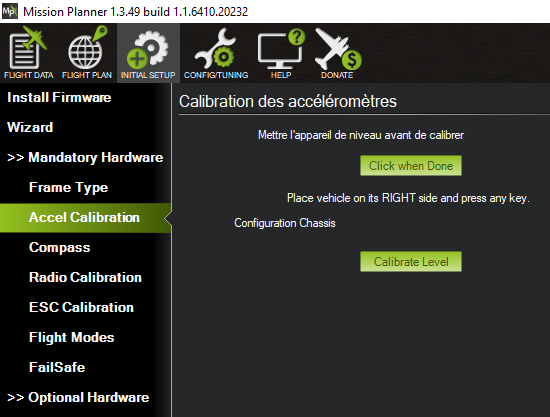 Mission Planner 1.3.49 build 1.1.6410.20232
FLIGHT DATA
FLIGHT PLAN
INITIAL SETUP
CONFIG/TUNING
HELP
DONATE
Install Firmware
Wizard
>> Mandatory Hardware
Frame Type
Accel Calibration
Compass
Radio Calibration
ESC Calibration
Flight Modes
FailSafe
>> Optional Hardware
Calibration des accéléromètres
Mettre l'appareil de niveau avant de calibrer
Click when Done
Place vehicle on its RIGHT side and press any key.
Configuration Chassis
Calibrate Level